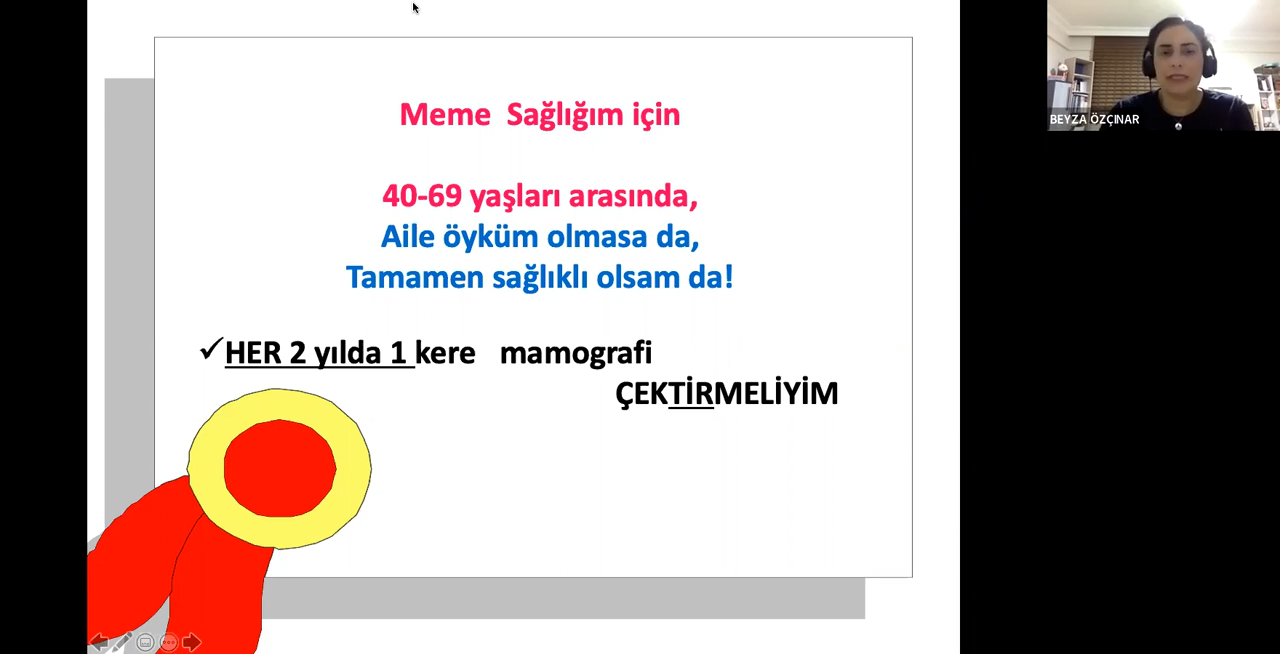 Meme Sağlığım için
40-69 yaşları arasında,
Aile öyküm olmasa da,
Tamamen sağlıklı olsam da!
✓HER 2 yılda 1 kere mamografi
ÇEKTİRMELİYİM
BEYZA ÖZÇINAR